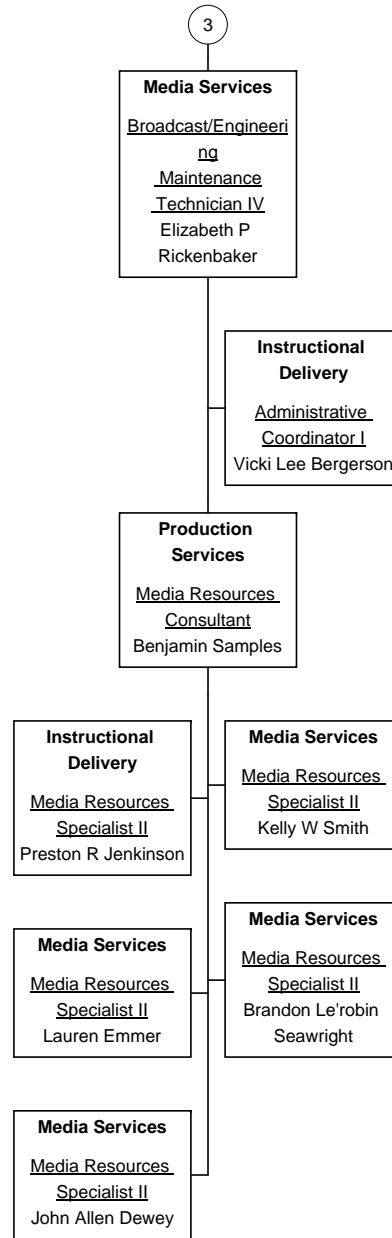 3
Media Services
Broadcast/Engineeri
ng
Maintenance
Technician IV
Elizabeth P
Rickenbaker
Instructional
Delivery
Administrative
Coordinator I
Vicki Lee Bergerson
Production
Services
Media Resources
Consultant
Benjamin Samples
Instructional
Delivery
Media Resources
Specialist II
Preston R Jenkinson
Media Services
Media Resources
Specialist II
Kelly W Smith
Media Services
Media Resources
Specialist II
Lauren Emmer
Media Services
Media Resources
Specialist II
Brandon Le'robin
Seawright
Media Services
Media Resources
Specialist II
John Allen Dewey